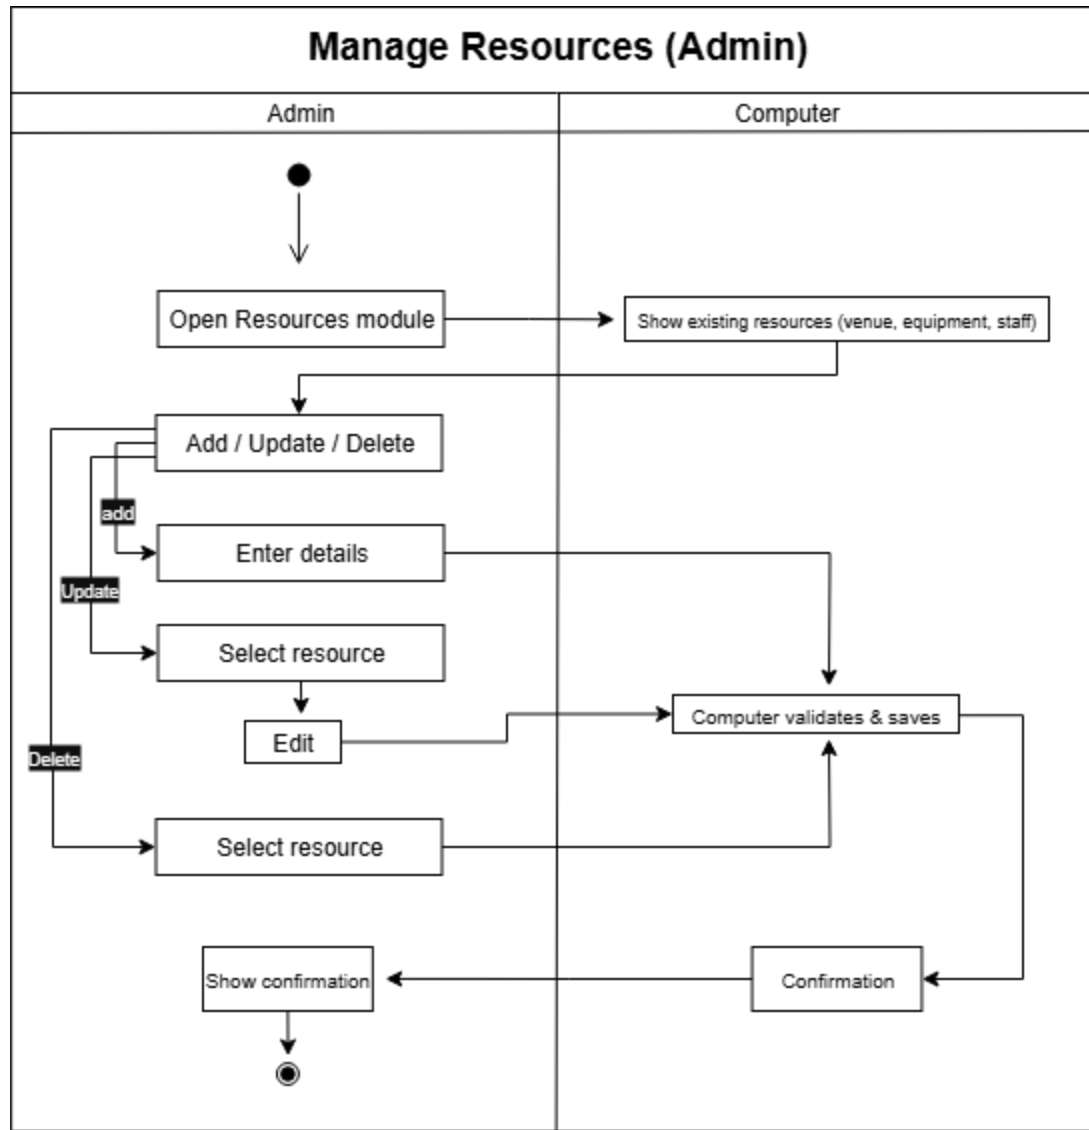 Manage Resources (Admin)
Admin
Computer
Open Resources module
Show existing resources (venue, equipment, staff)
Add / Update / Delete
add
Enter details
Update
Select resource
Computer validates & saves
Edit
Delete
Select resource
Show confirmation
Confirmation